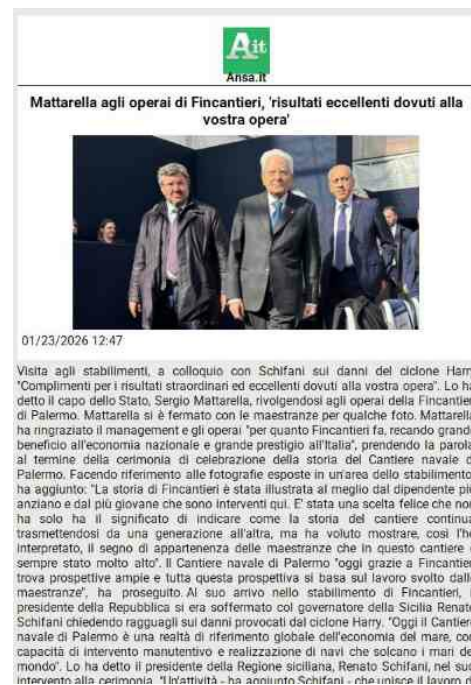 Ait
Ansa.it
Mattarella agli operai di Fincantieri, 'risultati eccellenti dovuti alla
vostra opera'
01/23/2026 12:47
Visita agli stabilimenti, a colloquio con Schifani sui danni del ciclone Harry
"Complimenti per i risultati straordinari ed eccellenti dovuti alla vostra opera". Lo ha
detto il capo dello Stato, Sergio Mattarella, rivolgendosi agli operai della Fincantieri
di Palermo. Mattarella si è fermato con le maestranze per qualche foto. Mattarella
ha ringraziato il management e gli operai "per quanto Fincantieri fa, recando grande
beneficio all'economia nazionale e grande prestigio all'Italia", prendendo la parola
al termine della cerimonia di celebrazione della storia del Cantiere navale d
Palermo. Facendo riferimento alle fotografie esposte in un'area dello stabilimento
ha aggiunto: "La storia di Fincantieri è stata illustrata al meglio dal dipendente più
anziano e dal più giovane che sono interventi qui. E' stata una scelta felice che non
ha solo ha il significato di indicare come la storia del cantiere continui
trasmettendosi da una generazione all'altra, ma ha voluto mostrare, così l'ho
interpretato, il segno di appartenenza delle maestranze che in questo cantiere è
sempre stato molto alto". Il Cantiere navale di Palermo "oggi grazie a Fincantieri
trova prospettive ampie e tutta questa prospettiva si basa sul lavoro svolto dalle
maestranze", ha proseguito. Al suo arrivo nello stabilimento di Fincantieri, i
presidente della Repubblica si era soffermato col governatore della Sicilia Renato
Schifani chiedendo ragguagli sui danni provocati dal ciclone Harry. "Oggi il Cantiere
navale di Palermo è una realtà di riferimento globale dell'economia del mare, con
capacità di intervento manutentivo e realizzazione di navi che solcano i mari del
mondo". Lo ha detto il presidente della Regione siciliana, Renato Schifani, nel suo
intervento alla cerimonia. "Un'attività - ha aggiunto Schifani - che unisce il lavoro d